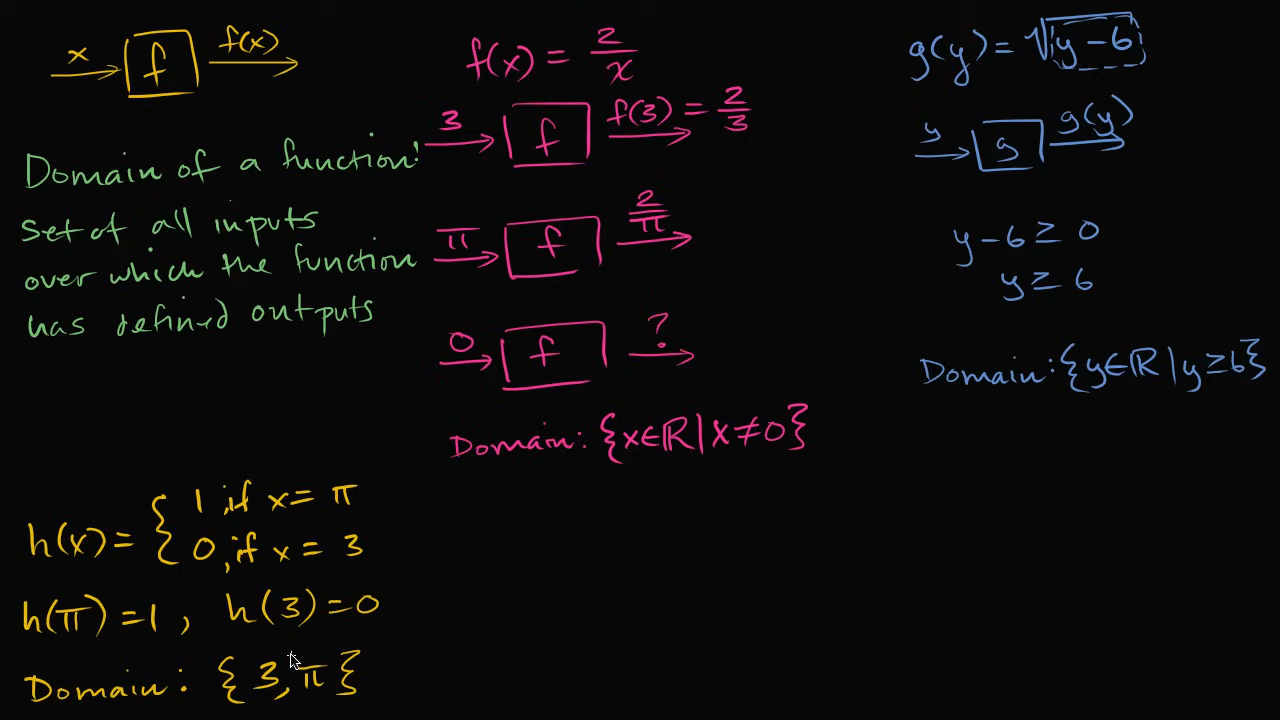 x f f(x)
Domain of a function:
set of all inputs
over which the function
has defined outputs
h(x) = { 1, if x = π
0, if x = 3
h(π) = 1, h(3) = 0
Domain: {3, π}
f(x) = 2/x
3 f f(3) = 2/3
π f 2/π
0 f ?
Domain: {x∈ℝ | x ≠ 0}
g(y) = √(y-6)
y g g(y)
y-6 ≥ 0
y ≥ 6
Domain: {y∈ℝ | y ≥ 6}